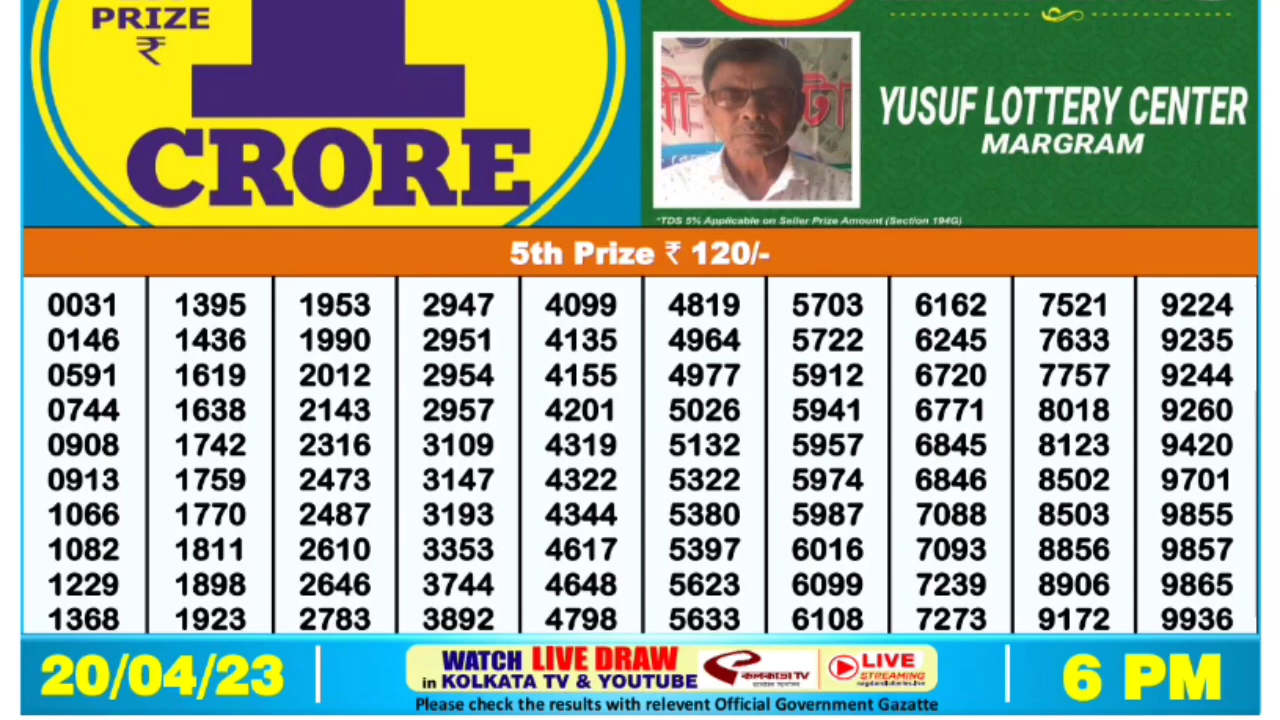 PRIZE
₹
1
CRORE
YUSUF LOTTERY CENTER
MARGRAM
*TDS 5% Applicable on Seller Prize Amount (Section 194G)
5th Prize ₹ 120/-
0031 1395 1953 2947 4099 4819 5703 6162 7521 9224
0146 1436 1990 2951 4135 4964 5722 6245 7633 9235
0591 1619 2012 2954 4155 4977 5912 6720 7757 9244
0744 1638 2143 2957 4201 5026 5941 6771 8018 9260
0908 1742 2316 3109 4319 5132 5957 6845 8123 9420
0913 1759 2473 3147 4322 5322 5974 6846 8502 9701
1066 1770 2487 3193 4344 5380 5987 7088 8503 9855
1082 1811 2610 3353 4617 5397 6016 7093 8856 9857
1229 1898 2646 3744 4648 5623 6099 7239 8906 9865
1368 1923 2783 3892 4798 5633 6108 7273 9172 9936
20/04/23
WATCH LIVE DRAW
in KOLKATA TV & YOUTUBE
কলকাতা TV
LIVE
STREAMING
Please check the results with relevent Official Government Gazatte
6 PM